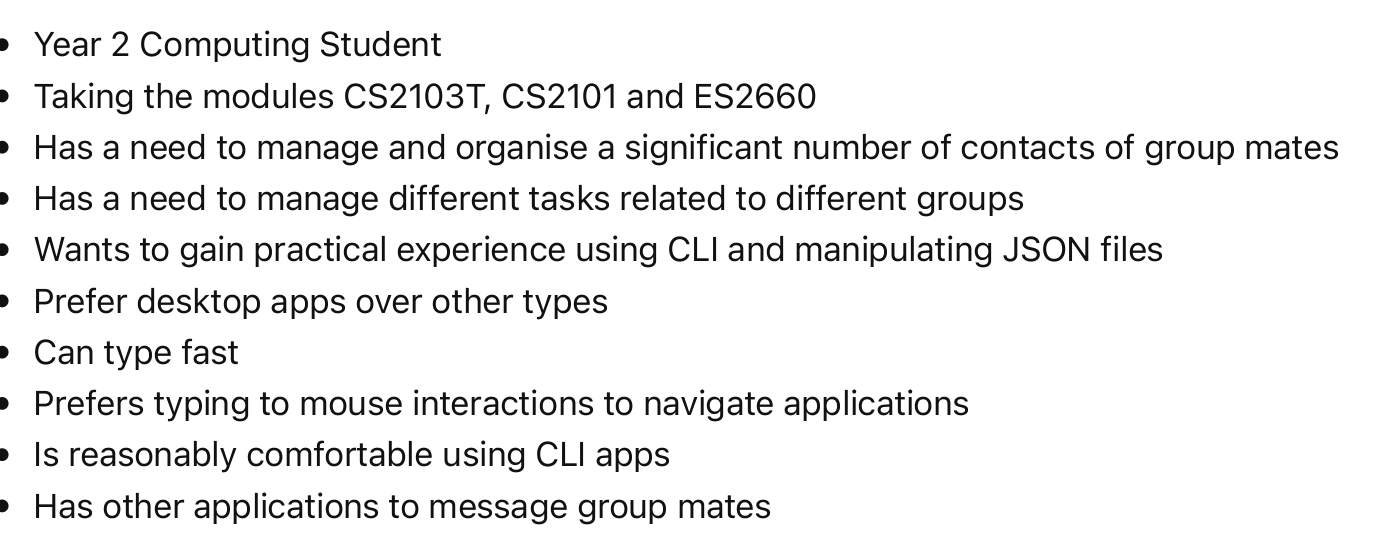 • Year 2 Computing Student
• Taking the modules CS2103T, CS2101 and ES2660
• Has a need to manage and organise a significant number of contacts of group mates
• Has a need to manage different tasks related to different groups
• Wants to gain practical experience using CLI and manipulating JSON files
• Prefer desktop apps over other types
• Can type fast
• Prefers typing to mouse interactions to navigate applications
• Is reasonably comfortable using CLI apps
• Has other applications to message group mates